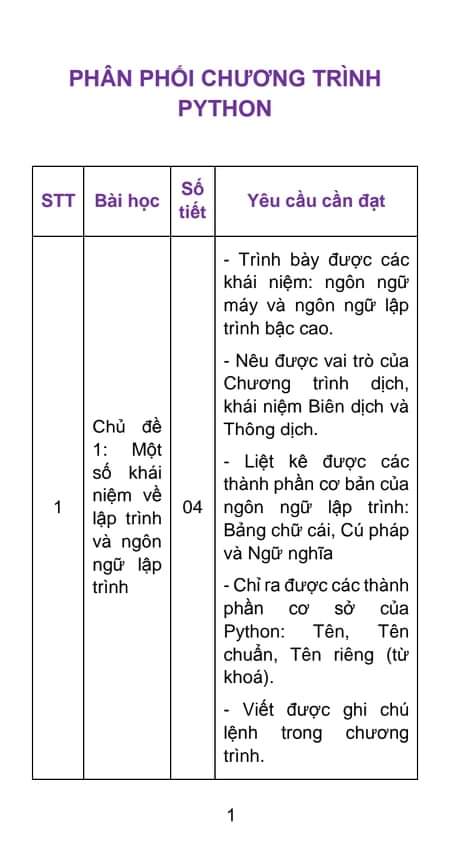 PHÂN PHỐI CHƯƠNG TRÌNH
PYTHON
STT
Bài học
Số
tiết
Yêu cầu cần đạt
1
Chủ đề
1: Một
số khái
niệm về
lập trình
và ngôn
ngữ lập
trình
04
- Trình bày được các
khái niệm: ngôn ngữ
máy và ngôn ngữ lập
trình bậc cao.
- Nêu được vai trò của
Chương trình dịch,
khái niệm Biên dịch và
Thông dịch.
- Liệt kê được các
thành phần cơ bản của
ngôn ngữ lập trình:
Bảng chữ cái, Cú pháp
và Ngữ nghĩa
- Chỉ ra được các thành
phần cơ sở của
Python: Tên, Tên
chuẩn, Tên riêng (từ
khoá).
- Viết được ghi chú
lệnh trong chương
trình.
1